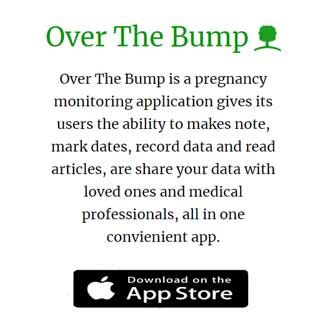 Over The Bump
Over The Bump is a pregnancy
monitoring application gives its
users the ability to makes note,
mark dates, record data and read
articles, are share your data with
loved ones and medical
professionals, all in one
convienient app.
Download on the
App Store